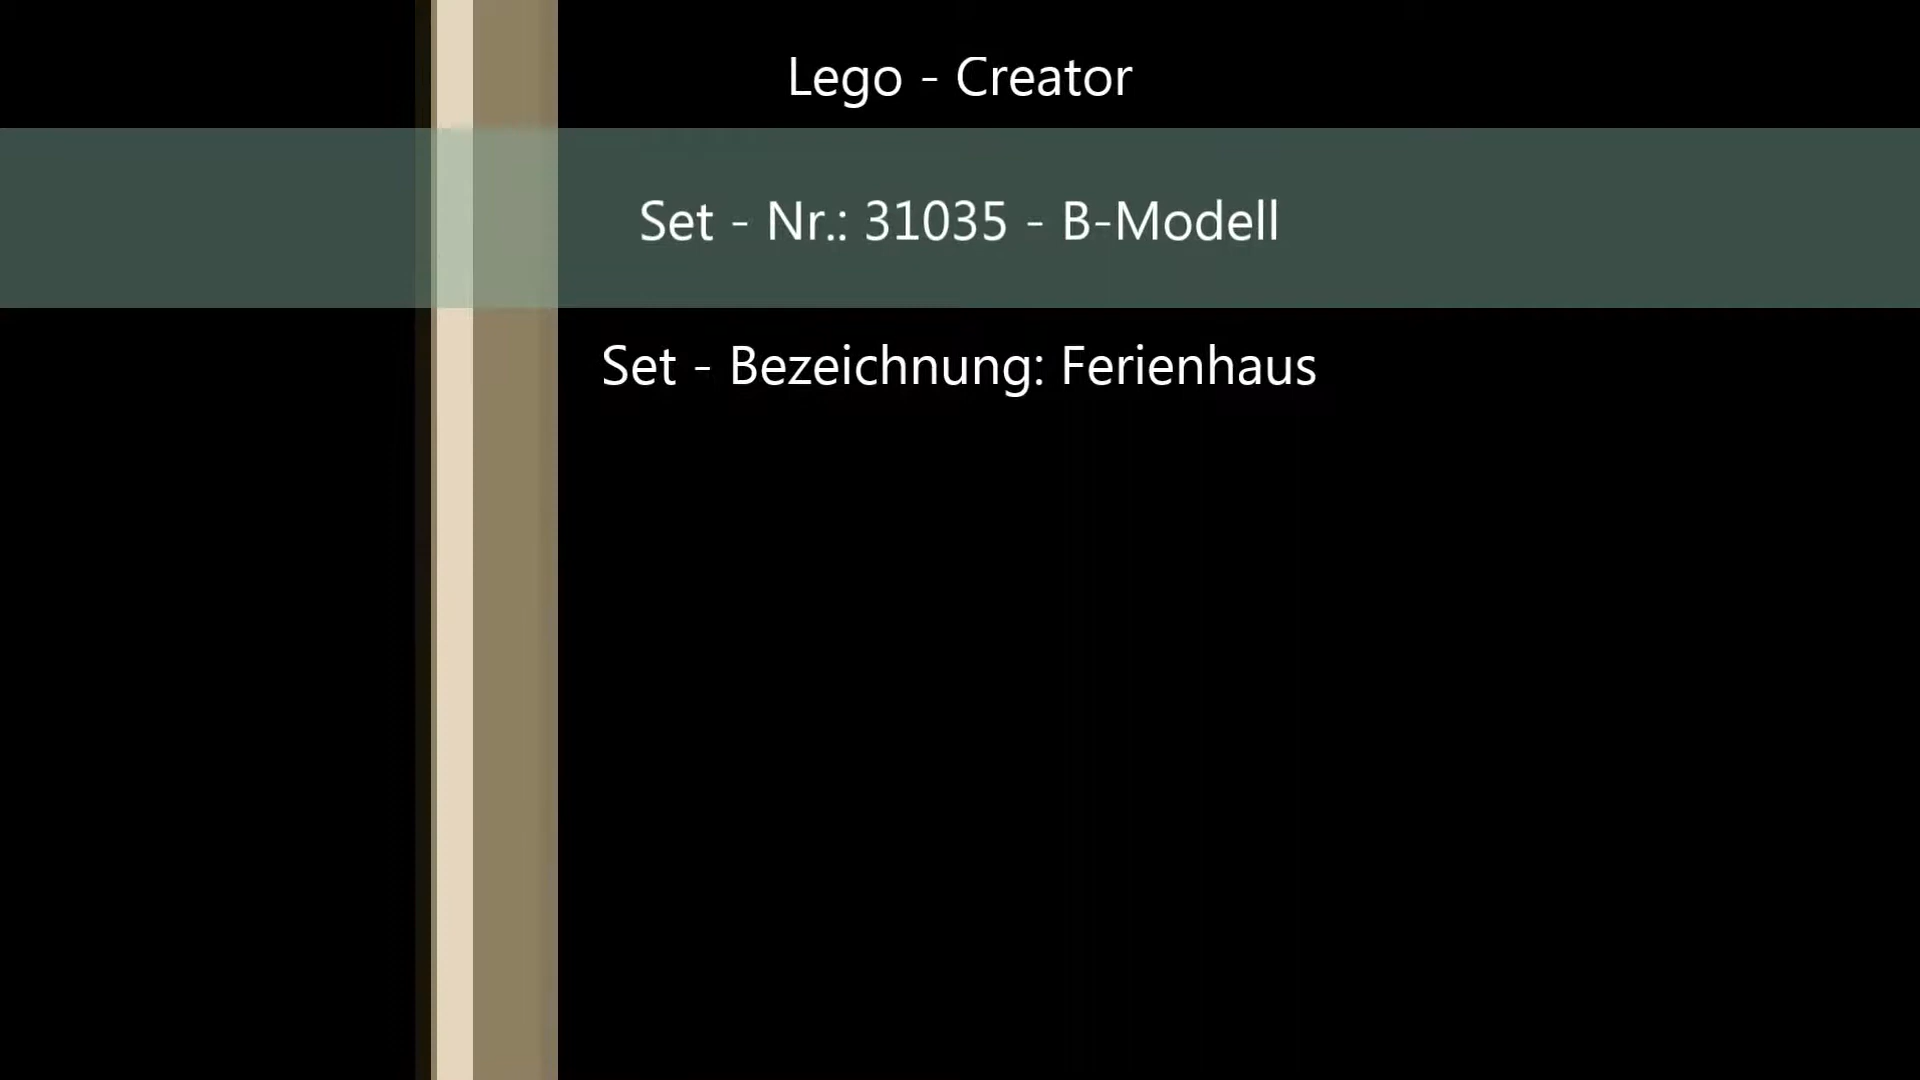 Lego - Creator
Set - Nr.: 31035 - B-Modell
Set - Bezeichnung: Ferienhaus